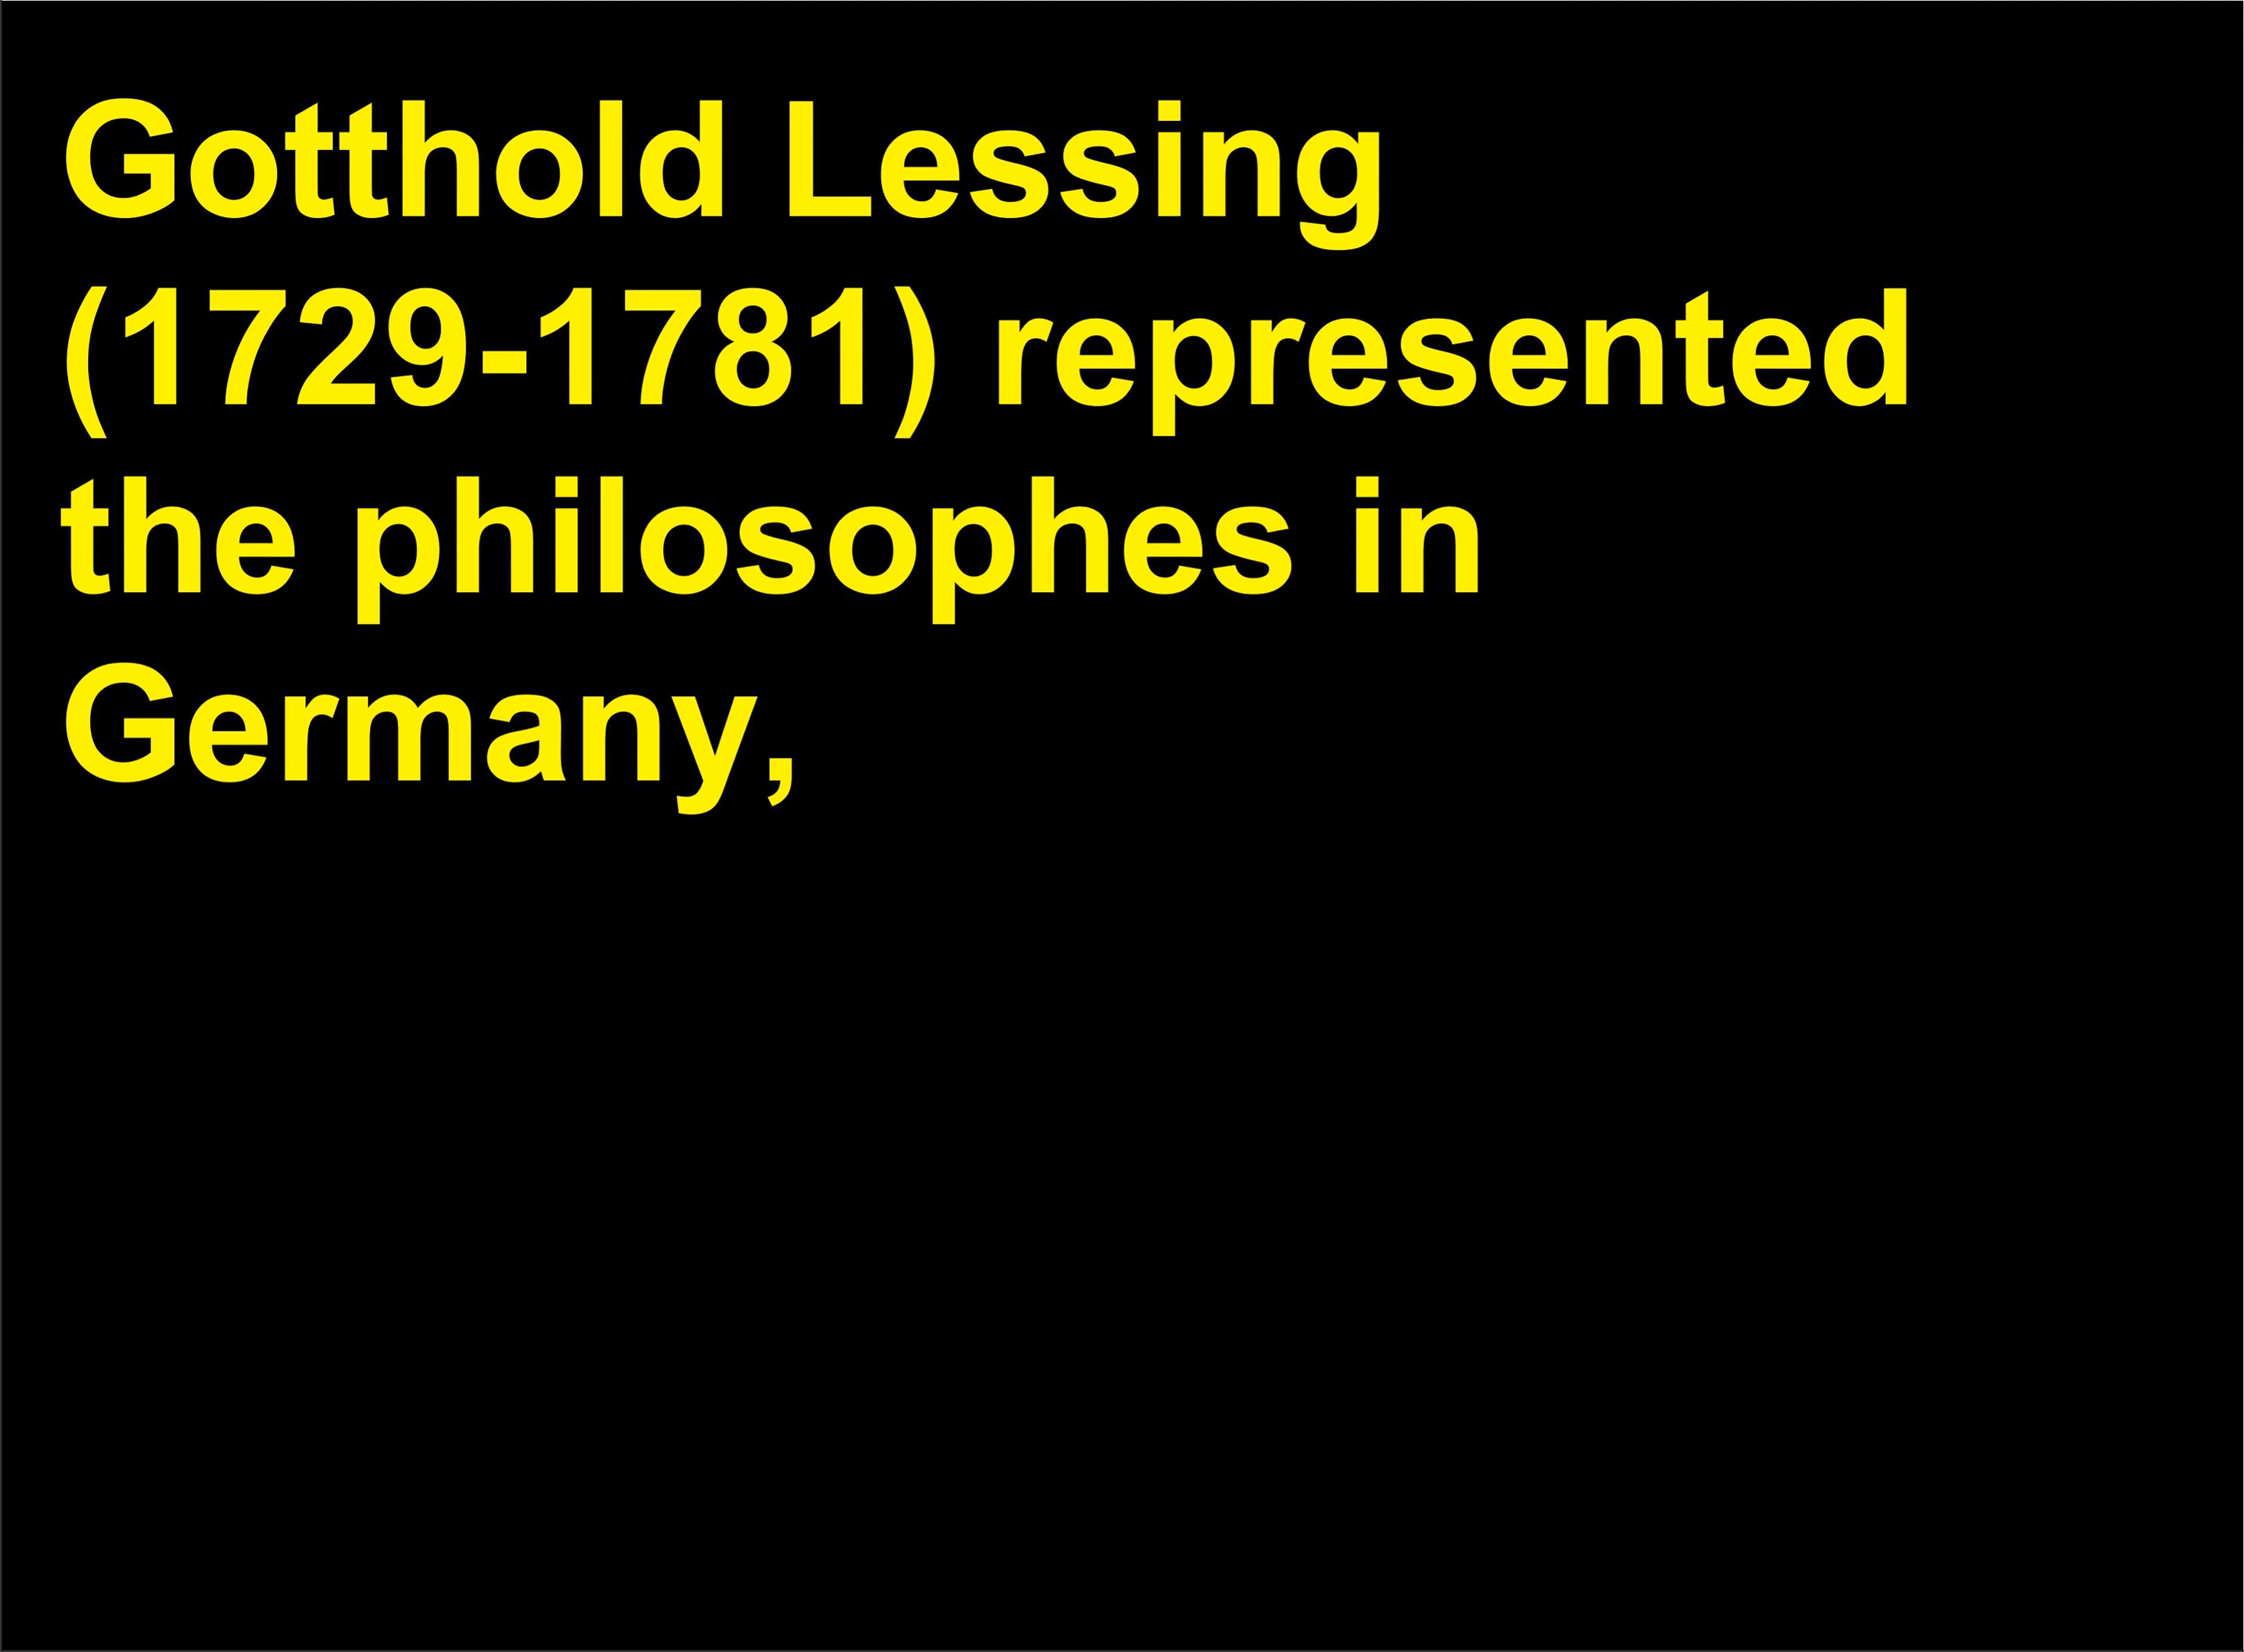 Gotthold Lessing
(1729-1781) represented
the philosophes in
Germany,